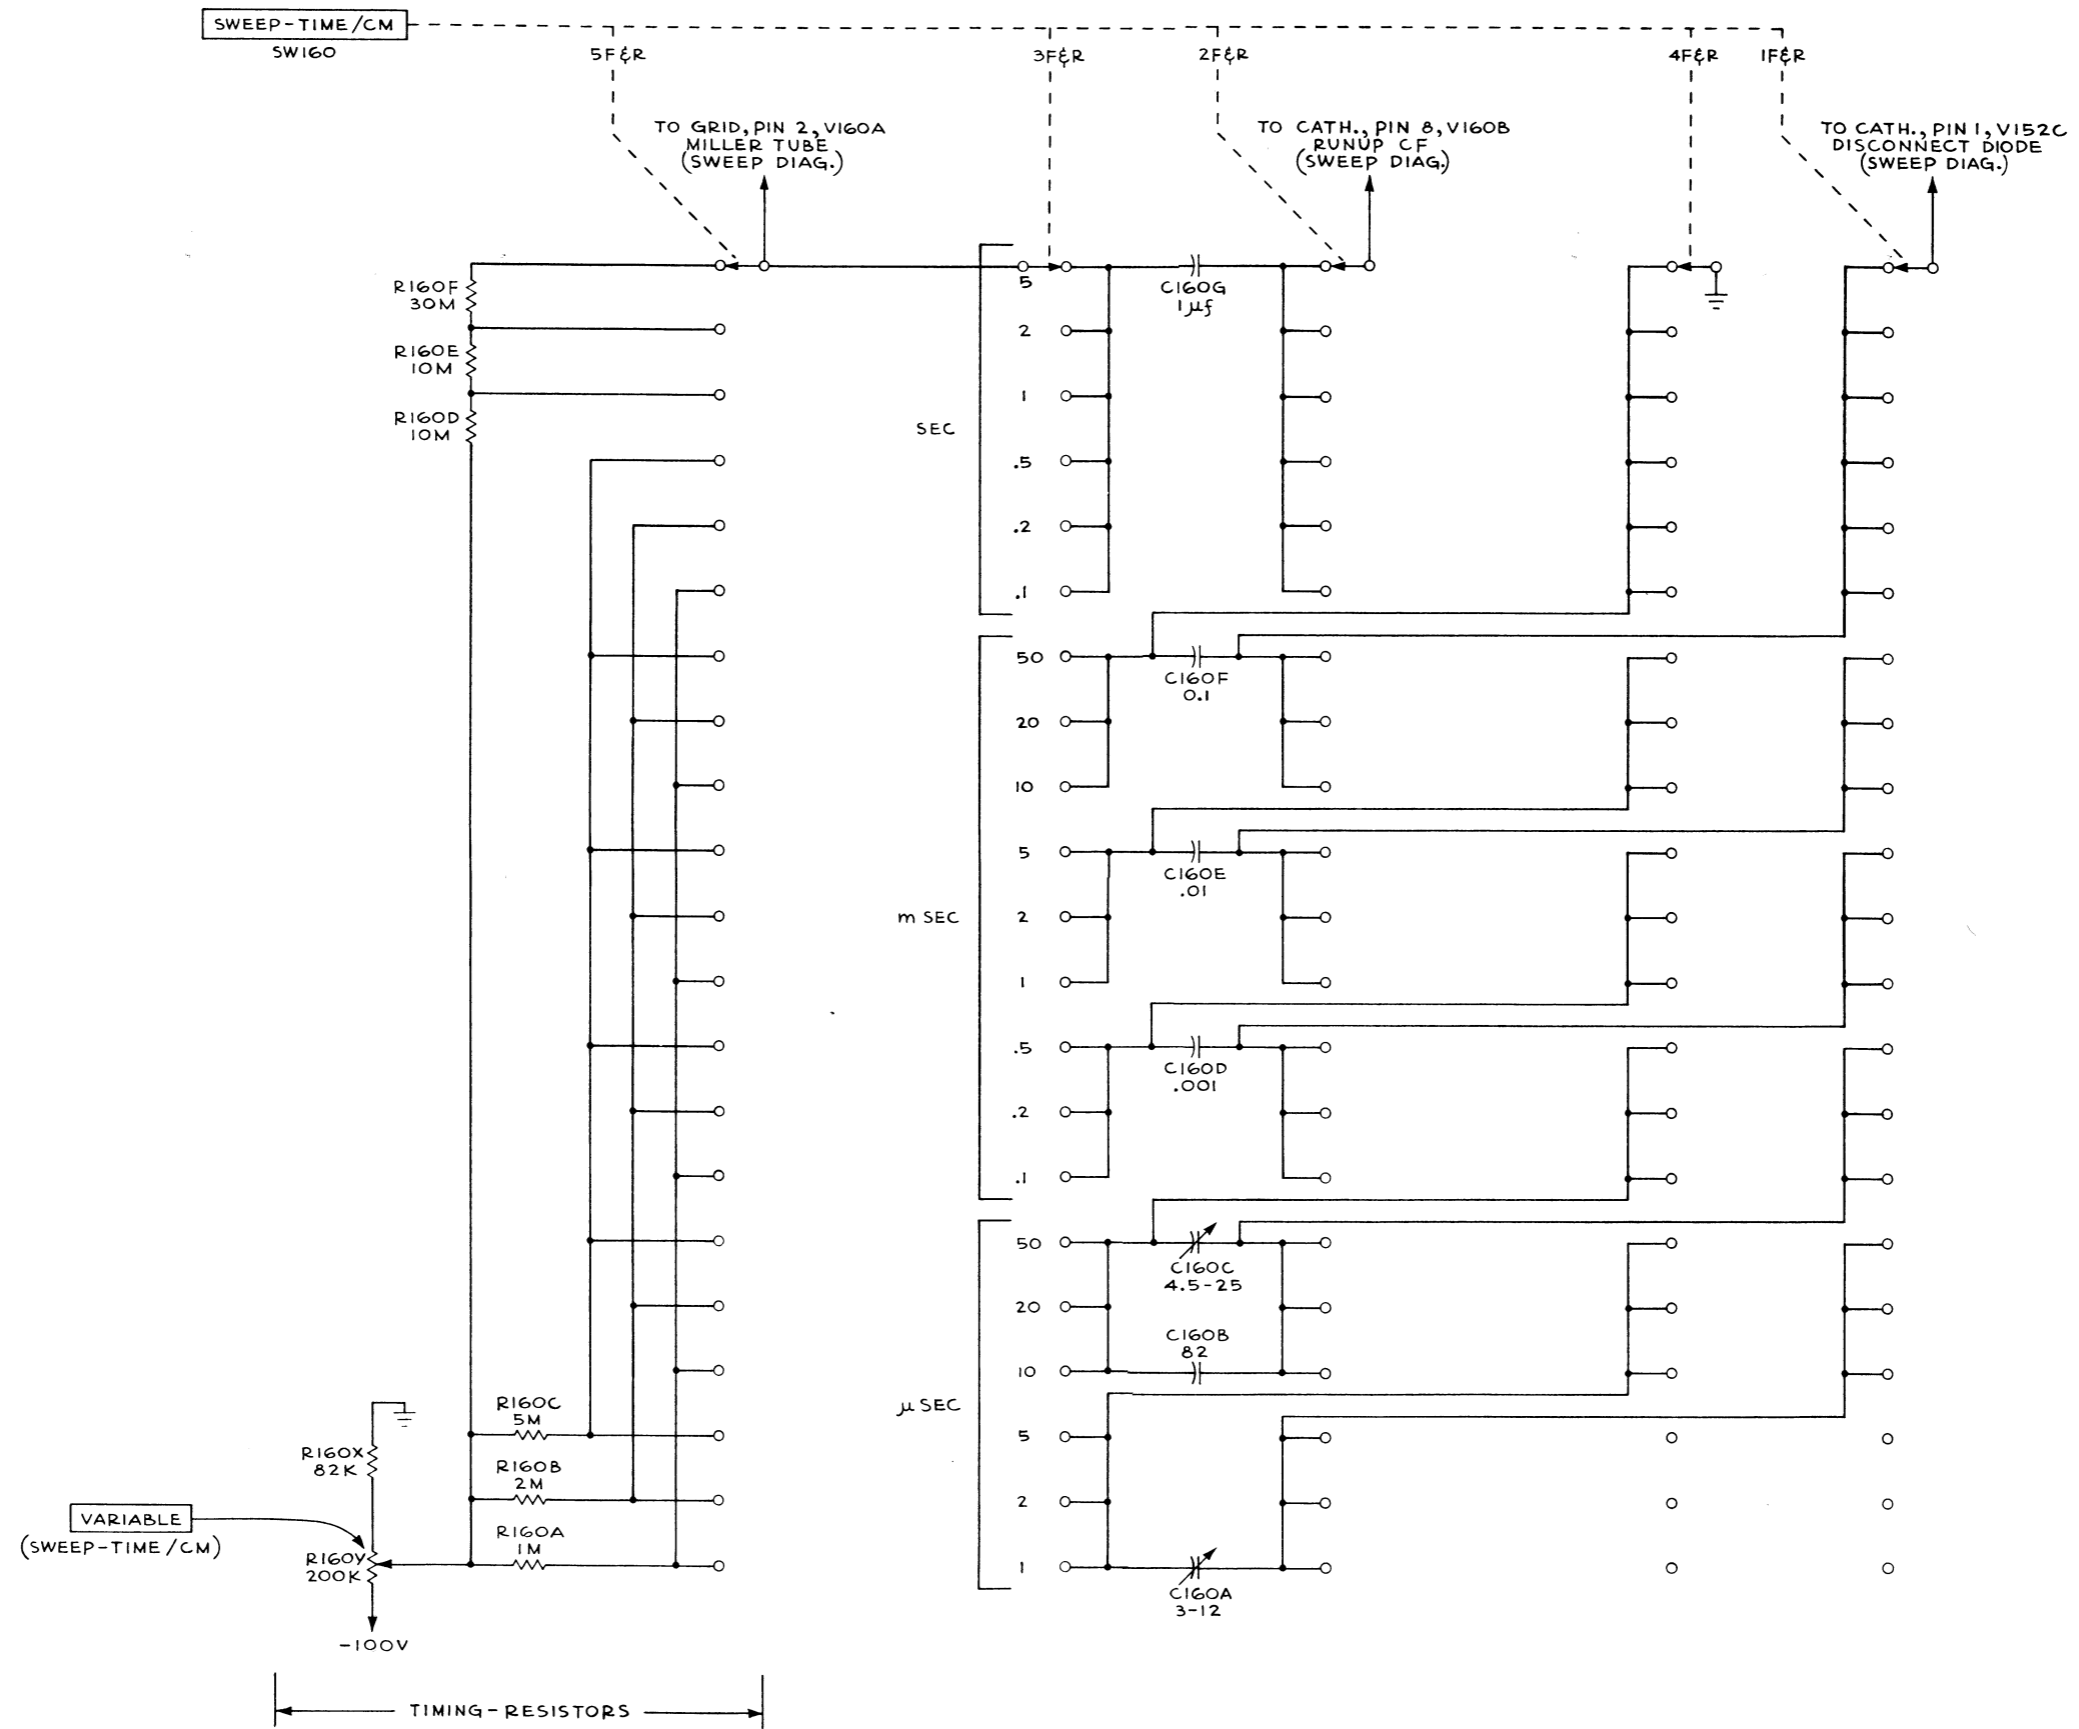 SWEEP-TIME/CM
SW160
5F&R
3F&R
2F&R
4F&R
1F&R
TO GRID, PIN 2, V160A
MILLER TUBE
(SWEEP DIAG.)
TO CATH., PIN 8, V160B
RUNUP CF
(SWEEP DIAG.)
TO CATH., PIN 1, V152C
DISCONNECT DIODE
(SWEEP DIAG.)
R160F
30M
R160E
10M
R160D
10M
SEC
5
2
1
.5
.2
.1
C160G
1µf
m SEC
50
20
10
5
2
1
.5
.2
.1
C160F
0.1
C160E
.01
C160D
.001
µ SEC
50
20
10
5
2
1
C160C
4.5-25
C160B
82
C160A
3-12
R160C
5M
R160B
2M
R160A
1M
R160X
82K
VARIABLE
(SWEEP-TIME/CM)
R160Y
200K
-100V
TIMING-RESISTORS